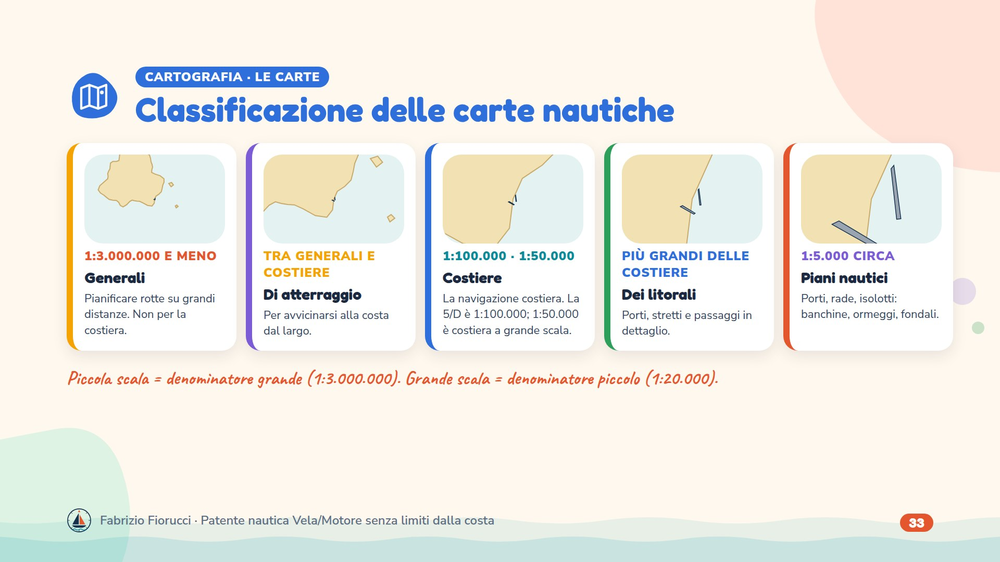 CARTOGRAFIA · LE CARTE
Classificazione delle carte nautiche
1:3.000.000 E MENO
Generali
Pianificare rotte su grandi
distanze. Non per la
costiera.
TRA GENERALI E
COSTIERE
Di atterraggio
Per avvicinarsi alla costa
dal largo.
1:100.000 · 1:50.000
Costiere
La navigazione costiera. La
5/D è 1:100.000; 1:50.000
è costiera a grande scala.
PIÙ GRANDI DELLE
COSTIERE
Dei litorali
Porti, stretti e passaggi in
dettaglio.
1:5.000 CIRCA
Piani nautici
Porti, rade, isolotti:
banchine, ormeggi, fondali.
Piccola scala = denominatore grande (1:3.000.000). Grande scala = denominatore piccolo (1:20.000).
Fabrizio Fiorucci · Patente nautica Vela/Motore senza limiti dalla costa
33